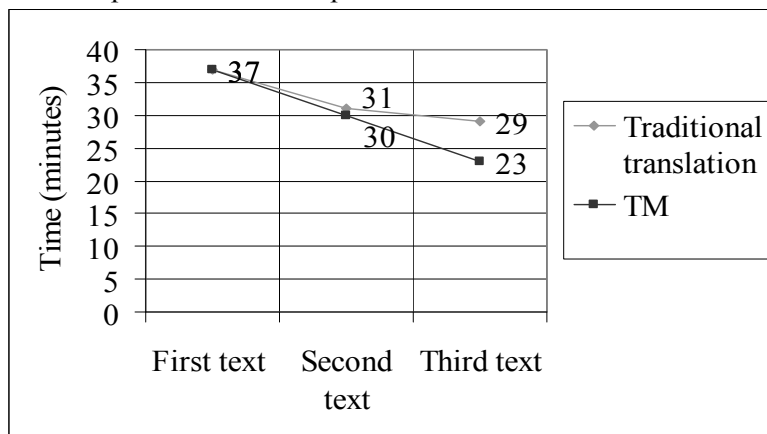 40
35
30
25
20
15
10
5
0
Time (minutes)
37
31
30
29
23
First text
Second
text
Third text
Traditional
translation
TM